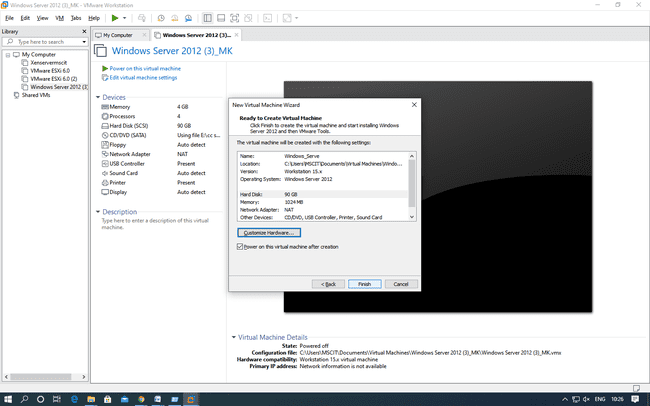 Windows Server 2012 (3)_MK - VMware Workstation
File Edit View VM Tabs Help
Library
Type here to search
My Computer
Xenservermscit
VMware ESXi 6.0
VMware ESXi 6.0 (2)
Windows Server 2012 (3)
Shared VMs
My Computer
Windows Server 2012 (3)...
Windows Server 2012 (3)_MK
Power on this virtual machine
Edit virtual machine settings
Devices
Memory 4 GB
Processors 4
Hard Disk (SCSI) 90 GB
CD/DVD (SATA) Using file E:\cc s...
Floppy Auto detect
Network Adapter NAT
USB Controller Present
Sound Card Auto detect
Printer Present
Display Auto detect
Description
Type here to enter a description of this virtual
machine.
New Virtual Machine Wizard
Ready to Create Virtual Machine
Click Finish to create the virtual machine and start installing Windows
Server 2012 and then VMware Tools.
The virtual machine will be created with the following settings:
Name: Windows_Serve
Location: C:\Users\MSCIT\Documents\Virtual Machines\Windo...
Version: Workstation 15.x
Operating System: Windows Server 2012
Hard Disk: 90 GB
Memory: 1024 MB
Network Adapter: NAT
Other Devices: CD/DVD, USB Controller, Printer, Sound Card
Customize Hardware...
Power on this virtual machine after creation
< Back Finish Cancel
Virtual Machine Details
State: Powered off
Configuration file: C:\Users\MSCIT\Documents\Virtual Machines\Windows Server 2012 (3)_MK\Windows Server 2012 (3)_MK.vmx
Hardware compatibility: Workstation 15.x virtual machine
Primary IP address: Network information is not available
ENG 10:26